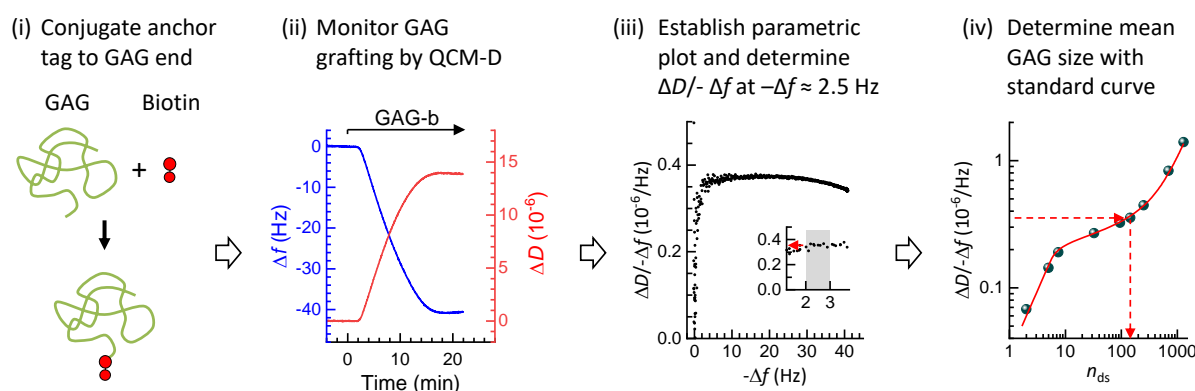 (i) Conjugate anchor
tag to GAG end
GAG Biotin
+
(ii) Monitor GAG
grafting by QCM-D
GAG-b
Δf (Hz)
0
-10
-20
-30
-40
0 10 20
Time (min)
15
10
5
0
ΔD (10-6)
(iii) Establish parametric
plot and determine
ΔD/- Δf at –Δf ≈ 2.5 Hz
ΔD/-Δf (10-6/Hz)
0.4
0.2
0.0
0.4
0.2
0.0
2 3
0 10 20 30 40
-Δf (Hz)
(iv) Determine mean
GAG size with
standard curve
ΔD/-Δf (10-6/Hz)
1
0.1
1 10 100 1000
nds